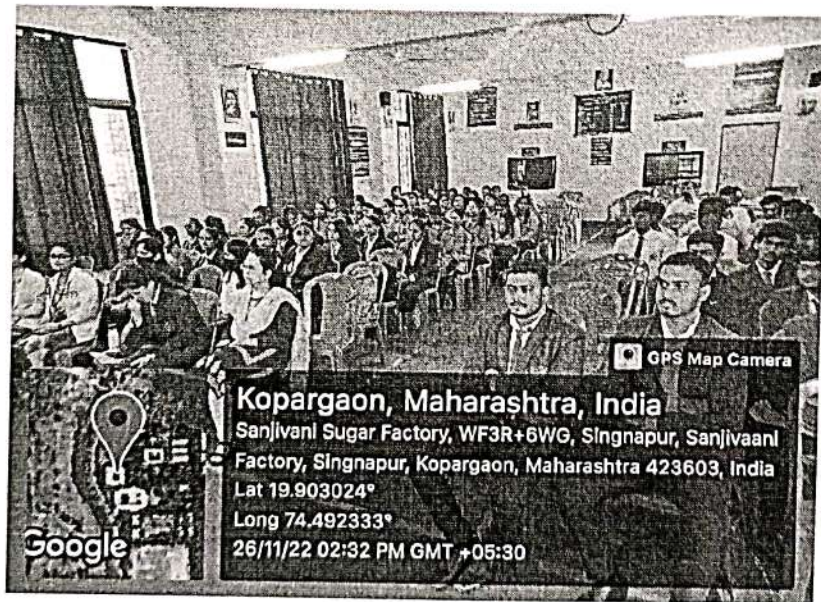 GPS Map Camera
Kopargaon, Maharashtra, India
Sanjivani Sugar Factory, WF3R+6WG, Singnapur, Sanjivaani
Factory, Singnapur, Kopargaon, Maharashtra 423603, India
Lat 19.903024°
Long 74.492333°
26/11/22 02:32 PM GMT +05:30
Google